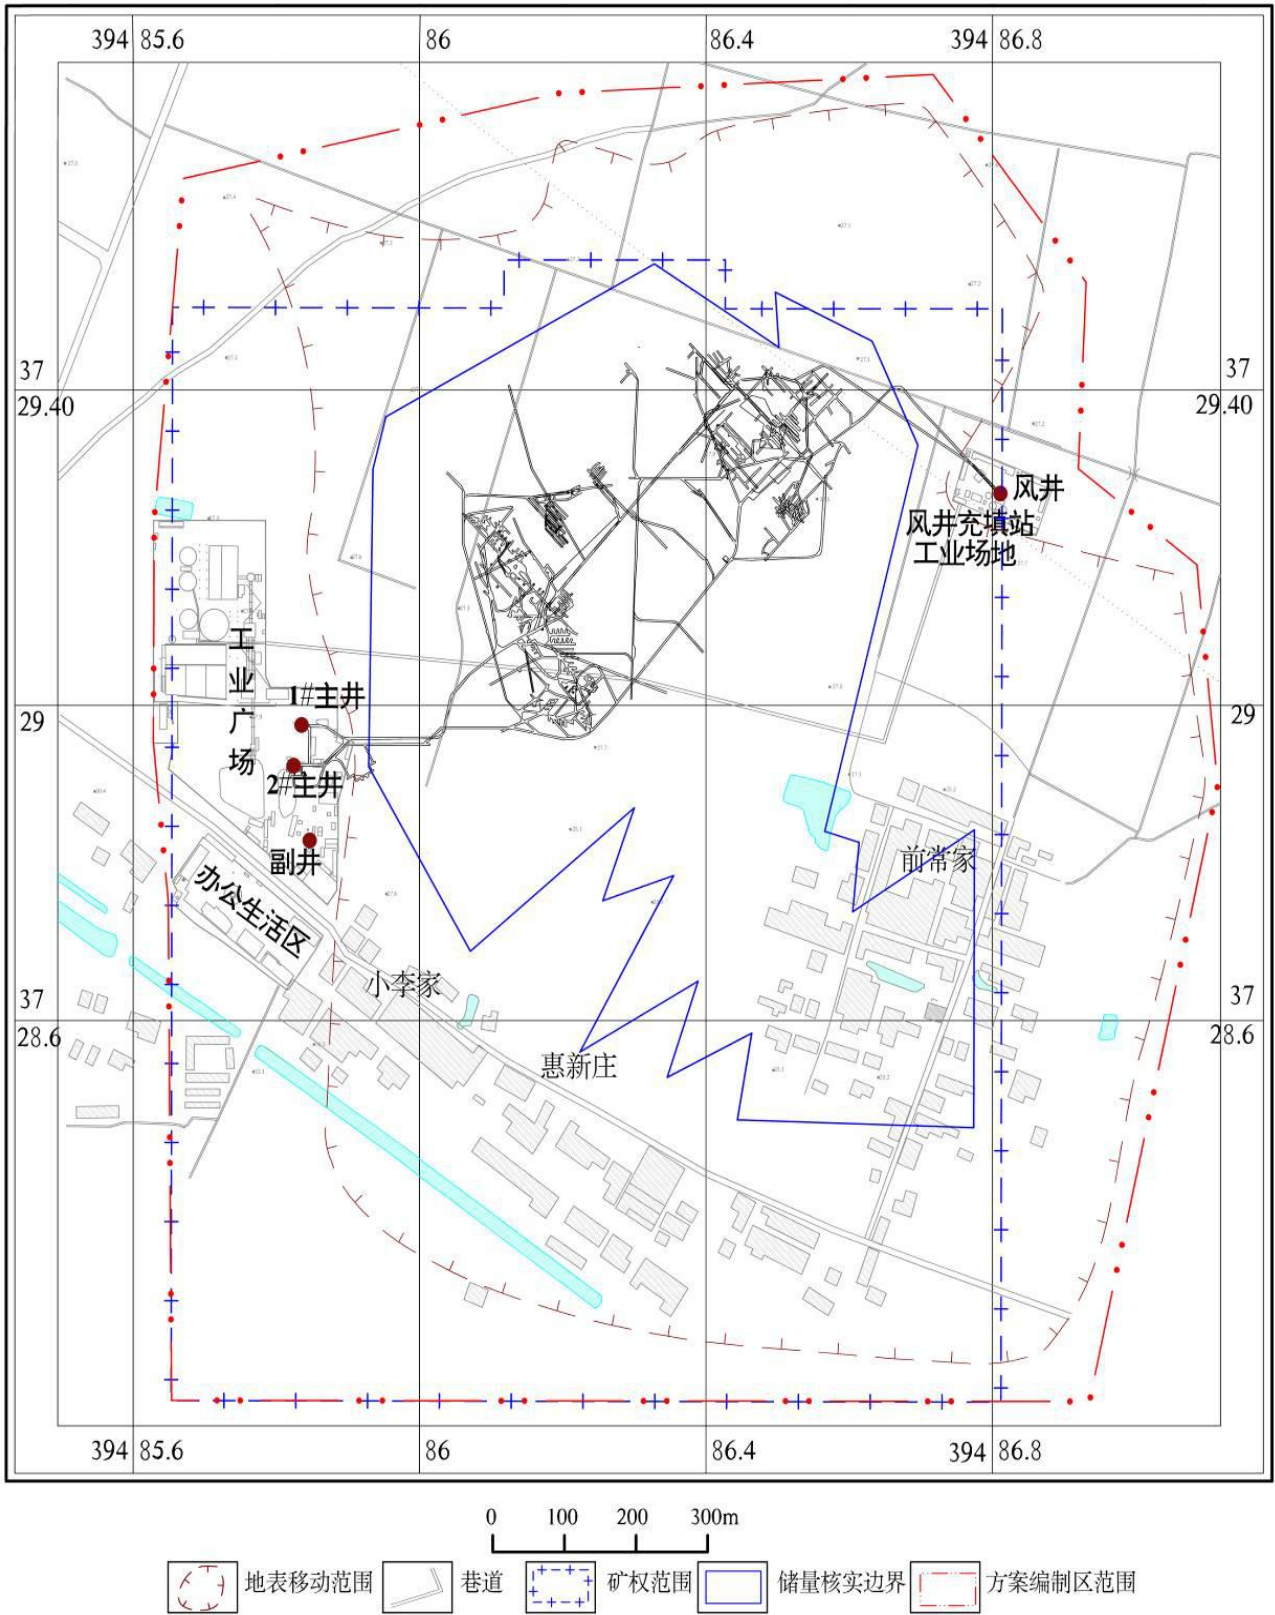 394 85.6 86 86.4 394 86.8
37 37
29.40 29.40
风井
风井充填站
工业场地
工业广场
1#主井
29 29
2#主井
副井
前常家
办公生活区
小李家
37 37
28.6 28.6
惠新庄
394 85.6 86 86.4 394 86.8
0 100 200 300m
地表移动范围 巷道 矿权范围 储量核实边界 方案编制区范围